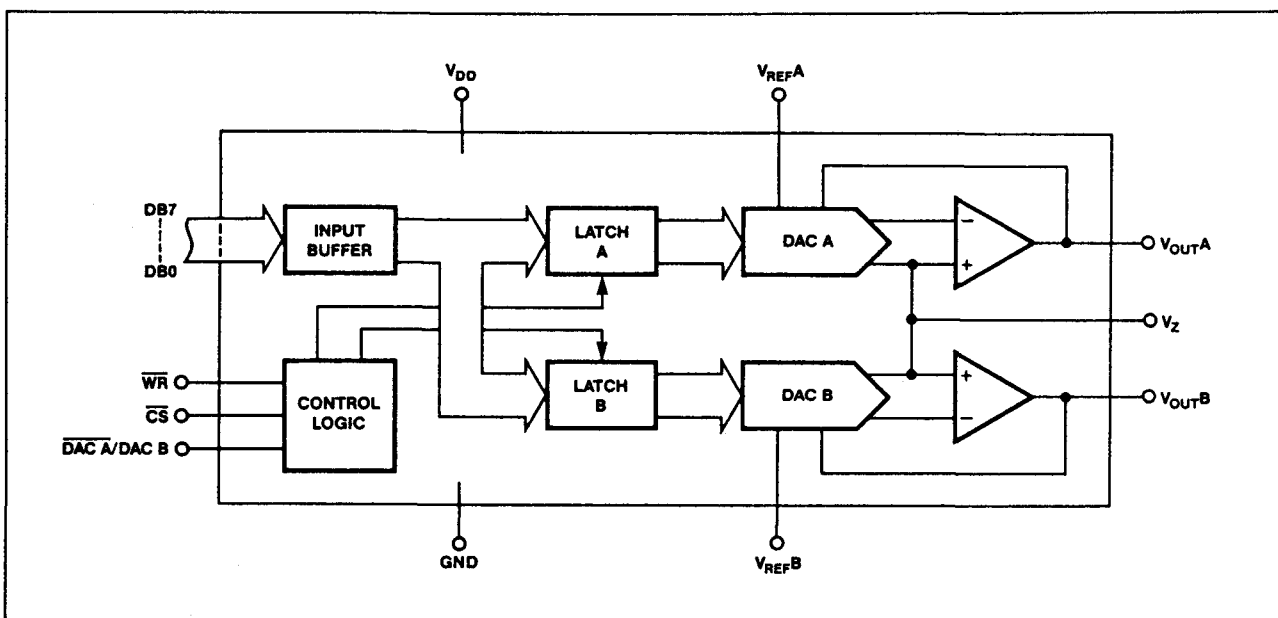 VDD
VREFA
DB7
DB0
INPUT
BUFFER
LATCH
A
DAC A
−
+
VOUTA
VZ
WR
CS
DAC A/DAC B
CONTROL
LOGIC
LATCH
B
DAC B
+
−
VOUTB
GND
VREFB